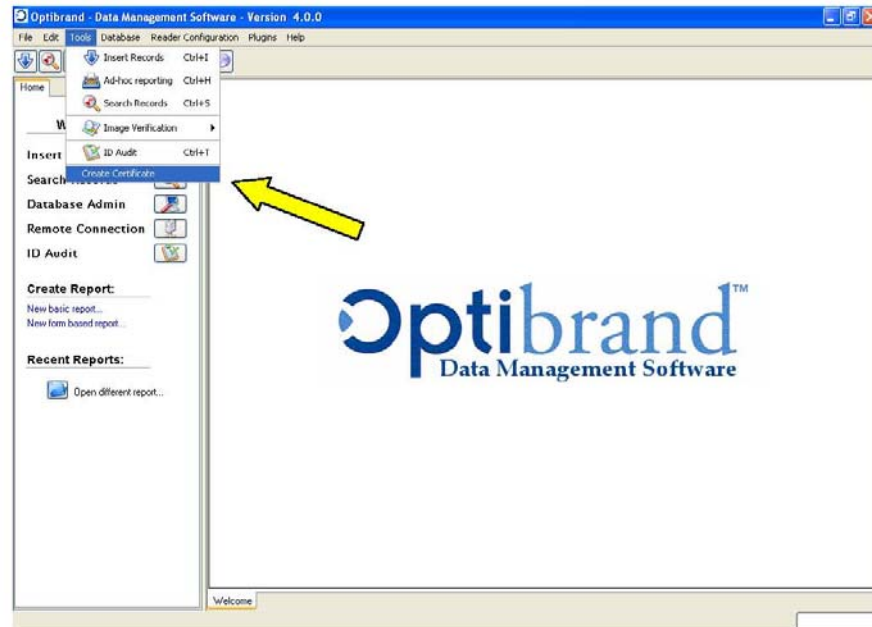 Optibrand - Data Management Software - Version 4.0.0
File Edit Tools Database Reader Configuration Plugins Help
Insert Records Ctrl+I
Ad-hoc reporting Ctrl+H
Search Records Ctrl+S
Image Verification
ID Audit Ctrl+T
Create Certificate
Home
W
Insert
Search Records
Database Admin
Remote Connection
ID Audit
Create Report:
New basic report...
New form based report...
Recent Reports:
Open different report...
Optibrand™
Data Management Software
Welcome